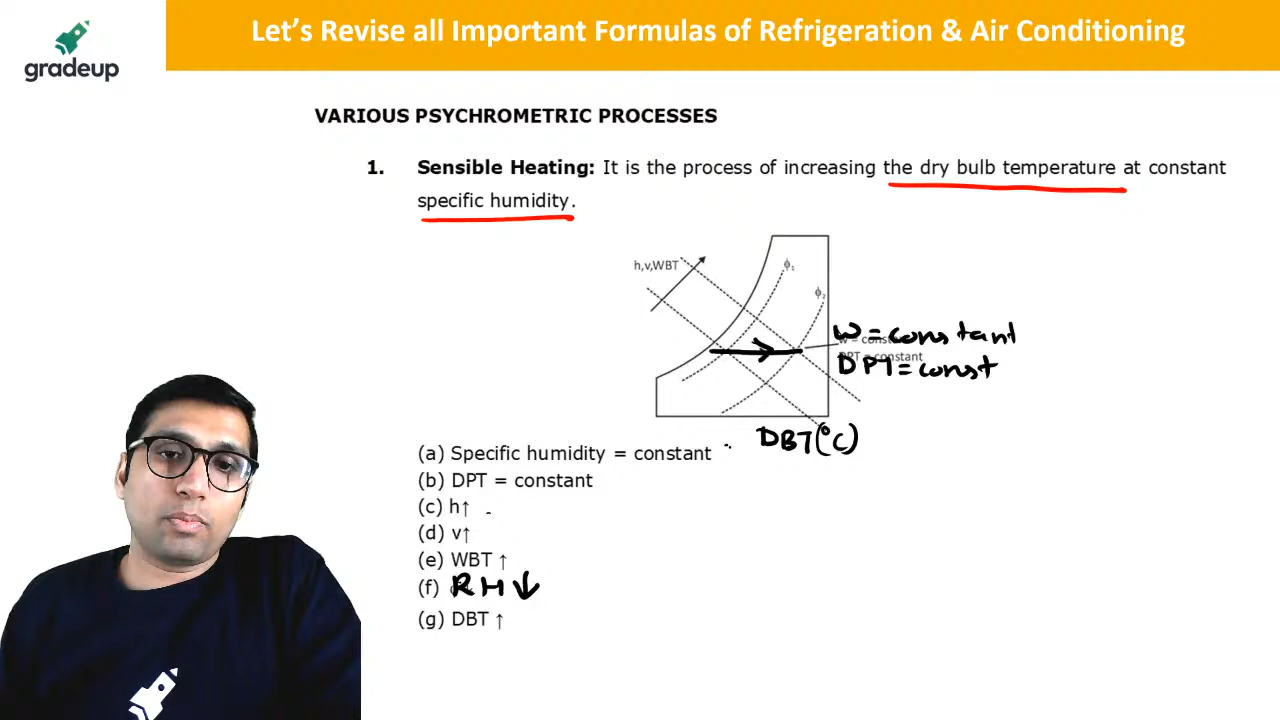 Let's Revise all Important Formulas of Refrigeration & Air Conditioning
gradeup
VARIOUS PSYCHROMETRIC PROCESSES
1. Sensible Heating: It is the process of increasing the dry bulb temperature at constant
specific humidity.
h,v,WBT
ϕ1
ϕ2
W = constant
DPT = const
DPT = constant
DBT(°C)
(a) Specific humidity = constant
(b) DPT = constant
(c) h↑
(d) v↑
(e) WBT ↑
(f) RH↓
(g) DBT ↑